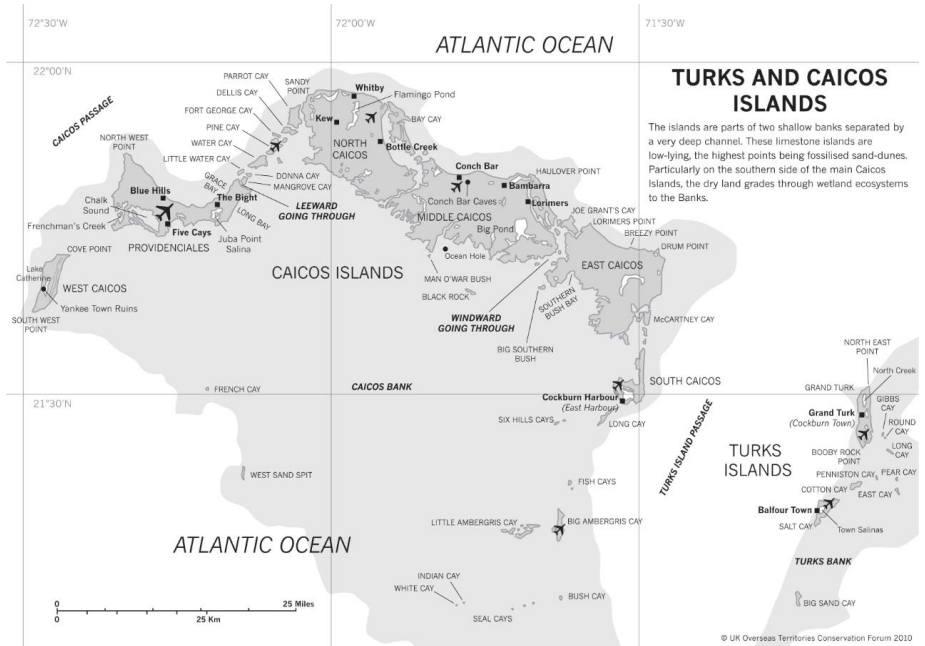 72°30'W
72°00'W
71°30'W
ATLANTIC OCEAN
22°00'N
TURKS AND CAICOS
ISLANDS
The islands are parts of two shallow banks separated by
a very deep channel. These limestone islands are
low-lying, the highest points being fossilised sand-dunes.
Particularly on the southern side of the main Caicos
Islands, the dry land grades through wetland ecosystems
to the Banks.
CAICOS PASSAGE
PARROT CAY
SANDY
POINT
DELLIS CAY
FORT GEORGE CAY
PINE CAY
WATER CAY
LITTLE WATER CAY
Whitby
Flamingo Pond
Kew
BAY CAY
NORTH
CAICOS
Bottle Creek
NORTH WEST
POINT
GRACE
BAY
DONNA CAY
MANGROVE CAY
Blue Hills
The Bight
LEEWARD
GOING THROUGH
LONG BAY
Chalk
Sound
Frenchman's Creek
Five Cays
PROVIDENCIALES
Juba Point
Salina
Conch Bar
HAULOVER POINT
Bambarra
Conch Bar Caves
Lorimers
MIDDLE CAICOS
Big Pond
JOE GRANT'S CAY
LORIMERS POINT
BREEZY POINT
DRUM POINT
Ocean Hole
EAST CAICOS
COVE POINT
Lake
Catherine
WEST CAICOS
Yankee Town Ruins
SOUTH WEST
POINT
CAICOS ISLANDS
MAN O'WAR BUSH
BLACK ROCK
SOUTHERN
BUSH BAY
WINDWARD
GOING THROUGH
McCARTNEY CAY
BIG SOUTHERN
BUSH
NORTH EAST
POINT
North Creek
FRENCH CAY
CAICOS BANK
SOUTH CAICOS
21°30'N
Cockburn Harbour
(East Harbour)
SIX HILLS CAYS
LONG CAY
TURKS ISLAND PASSAGE
GRAND TURK
GIBBS
CAY
Grand Turk
(Cockburn Town)
ROUND
CAY
TURKS
ISLANDS
BOOBY ROCK
POINT
LONG
CAY
PENNISTON CAY
PEAR CAY
COTTON CAY
EAST CAY
Balfour Town
SALT CAY
Town Salinas
WEST SAND SPIT
FISH CAYS
LITTLE AMBERGRIS CAY
BIG AMBERGRIS CAY
ATLANTIC OCEAN
TURKS BANK
INDIAN CAY
WHITE CAY
SEAL CAYS
BUSH CAY
BIG SAND CAY
0
25 Miles
0
25 Km
© UK Overseas Territories Conservation Forum 2010